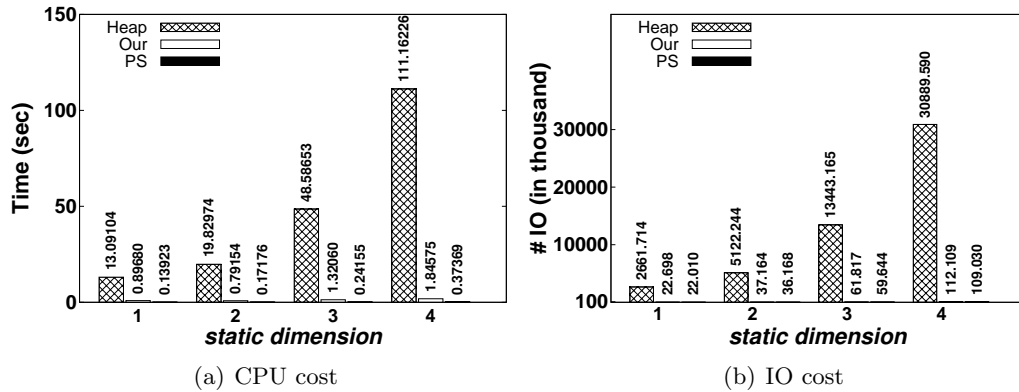 150
100
50
0
Time (sec)
Heap
Our
PS
13.09104
0.89680
0.13923
19.82974
0.79154
0.17176
48.58653
1.32060
0.24155
111.16226
1.84575
0.37369
1 2 3 4
static dimension
(a) CPU cost
30000
20000
10000
100
# IO (in thousand)
Heap
Our
PS
2661.714
22.698
22.010
5122.244
37.164
36.168
13443.165
61.817
59.644
30889.590
112.109
109.030
1 2 3 4
static dimension
(b) IO cost